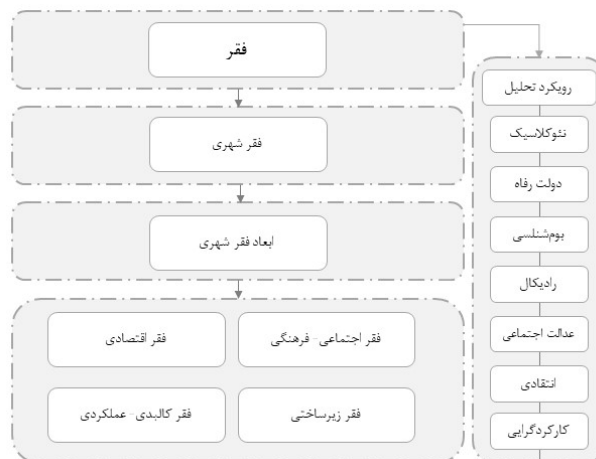 فقر
فقر شهری
ابعاد فقر شهری
فقر اجتماعی- فرهنگی
فقر اقتصادی
فقر زیرساختی
فقر کالبدی- عملکردی
رویکرد تحلیل
نئوکلاسیک
دولت رفاه
بوم‌شنلسی
رادیکال
عدالت اجتماعی
انتقادی
کارکردگرایی